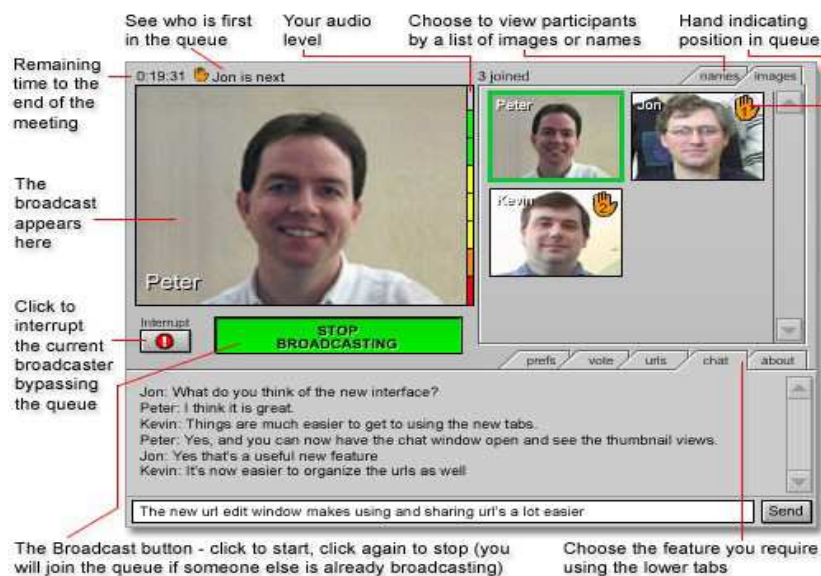 See who is first
in the queue
Your audio
level
Choose to view participants
by a list of images or names
Hand indicating
position in queue
Remaining
time to the
end of the
meeting
0:19:31 Jon is next
3 joined
names images
Peter
Jon
1
Kevin
2
The
broadcast
appears
here
Peter
Click to
interrupt
the current
broadcaster
bypassing
the queue
Interrupt
STOP
BROADCASTING
prefs vote urls chat about
Jon: What do you think of the new interface?
Peter: I think it is great.
Kevin: Things are much easier to get to using the new tabs.
Peter: Yes, and you can now have the chat window open and see the thumbnail views.
Jon: Yes that's a useful new feature
Kevin: It's now easier to organize the urls as well
The new url edit window makes using and sharing url's a lot easier
Send
The Broadcast button - click to start, click again to stop (you
will join the queue if someone else is already broadcasting)
Choose the feature you require
using the lower tabs